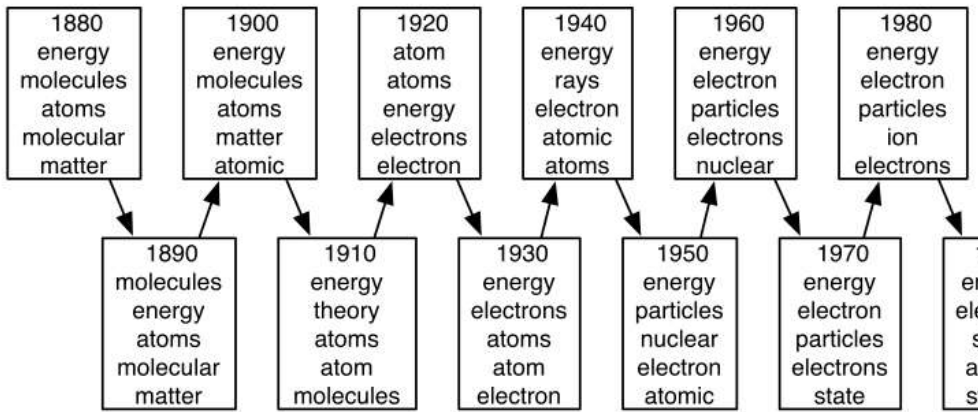 1880
energy
molecules
atoms
molecular
matter
1890
molecules
energy
atoms
molecular
matter
1900
energy
molecules
atoms
matter
atomic
1910
energy
theory
atoms
atom
molecules
1920
atom
atoms
energy
electrons
electron
1930
energy
electrons
atoms
atom
electron
1940
energy
rays
electron
atomic
atoms
1950
energy
particles
nuclear
electron
atomic
1960
energy
electron
particles
electrons
nuclear
1970
energy
electron
particles
electrons
state
1980
energy
electron
particles
ion
electrons